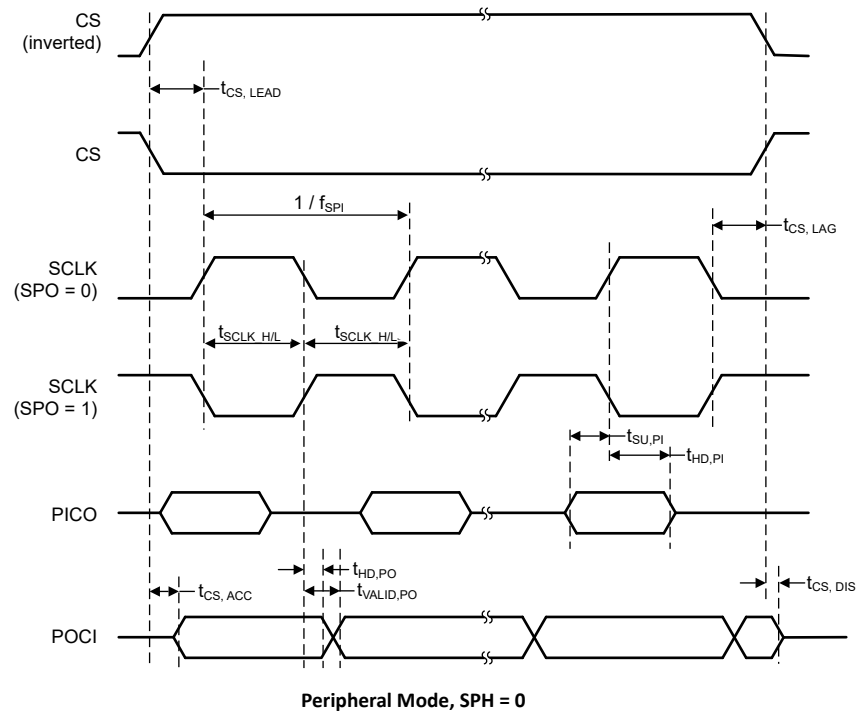 CS
(inverted)
tCS, LEAD
CS
1 / fSPI
tCS, LAG
SCLK
(SPO = 0)
tSCLK_H/L
tSCLK_H/L
SCLK
(SPO = 1)
tSU,PI
tHD,PI
PICO
tHD,PO
tCS, ACC
tVALID,PO
tCS, DIS
POCI
Peripheral Mode, SPH = 0